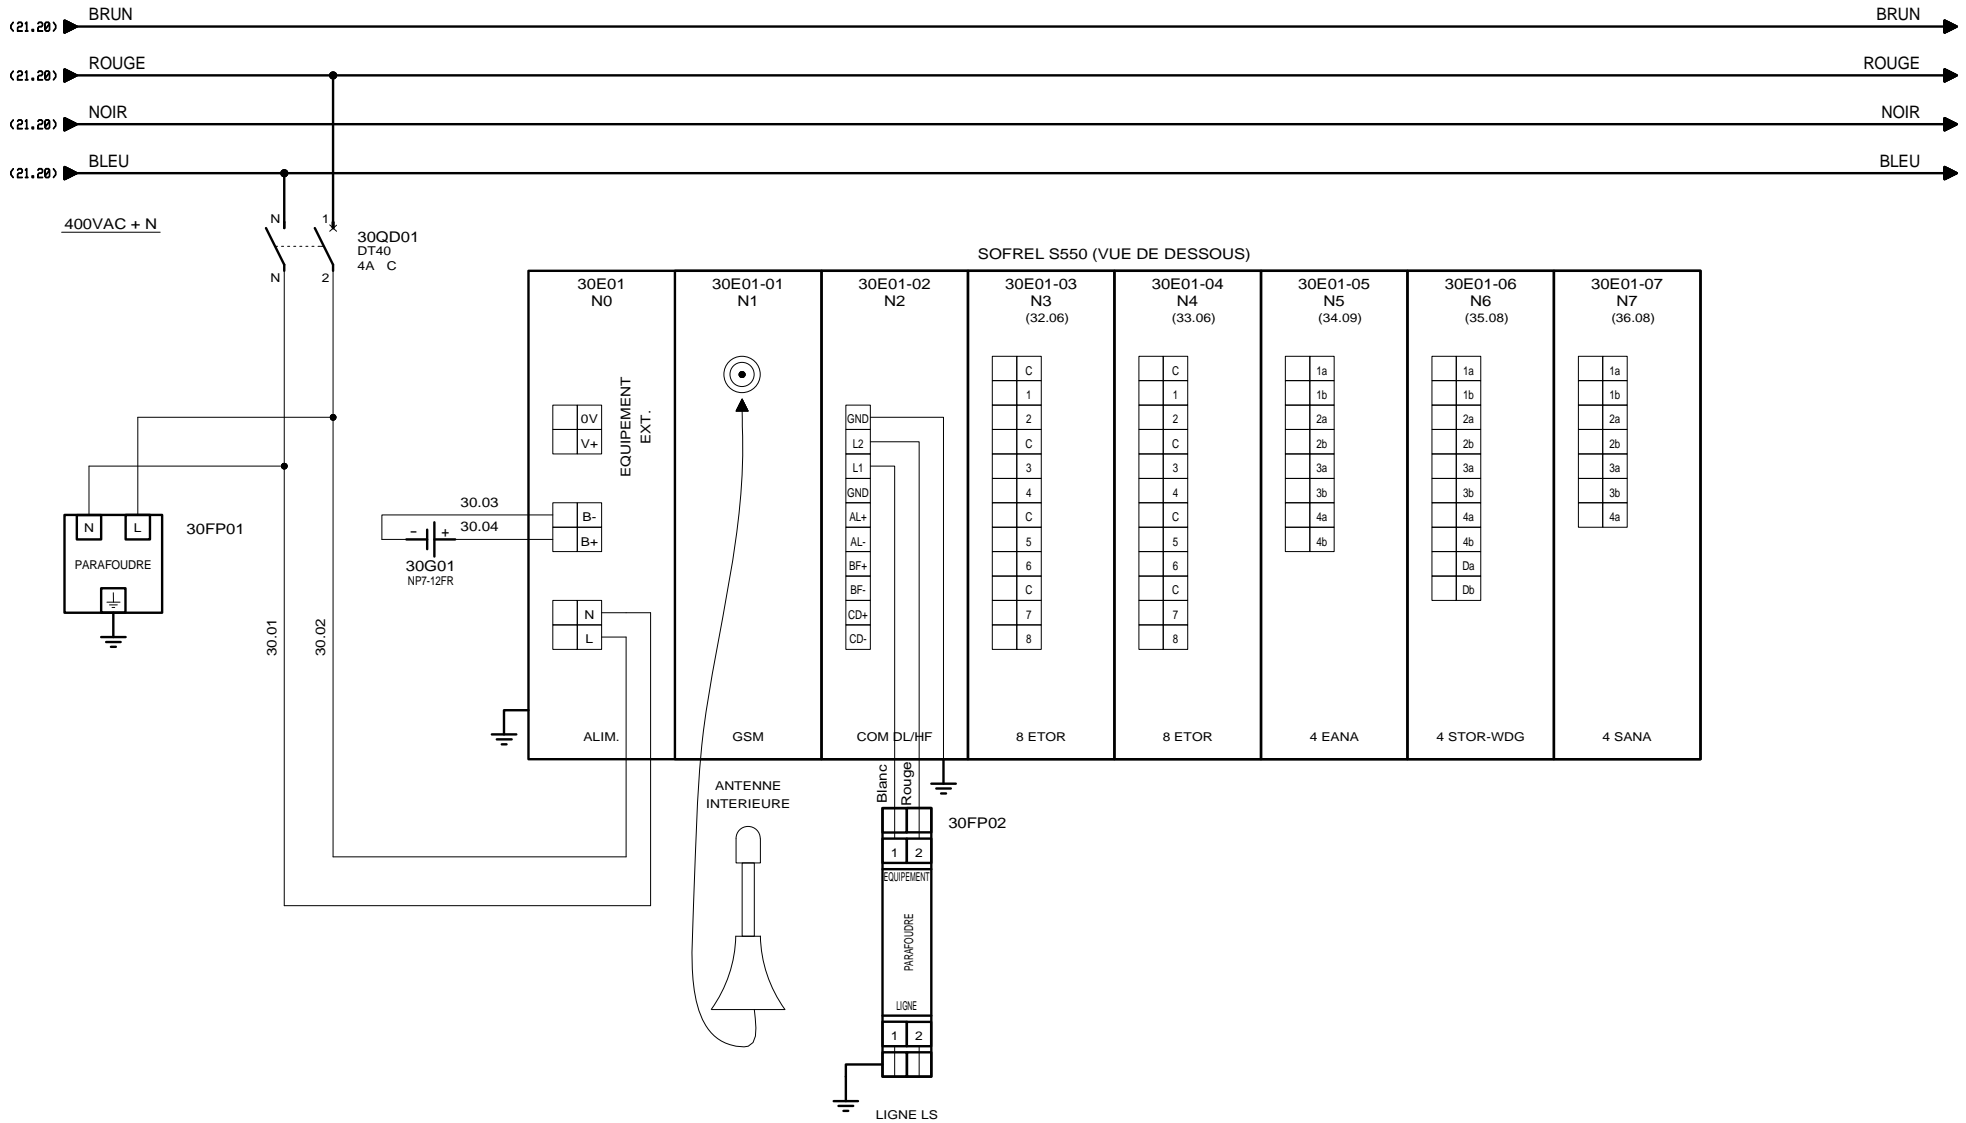 (21.20) BRUN BRUN
(21.20) ROUGE ROUGE
(21.20) NOIR NOIR
(21.20) BLEU BLEU
400VAC + N
N 1
30QD01
DT40
4A C
N 2
SOFREL S550 (VUE DE DESSOUS)
30E01
N0
EQUIPEMENT
EXT.
0V
V+
B-
B+
N
L
ALIM.
30E01-01
N1
GSM
30E01-02
N2
GND
L2
L1
GND
AL+
AL-
BF+
BF-
CD+
CD-
COM DL/HF
30E01-03
N3
(32.06)
C
1
2
C
3
4
C
5
6
C
7
8
8 ETOR
30E01-04
N4
(33.06)
C
1
2
C
3
4
C
5
6
C
7
8
8 ETOR
30E01-05
N5
(34.09)
1a
1b
2a
2b
3a
3b
4a
4b
4 EANA
30E01-06
N6
(35.08)
1a
1b
2a
2b
3a
3b
4a
4b
Da
Db
4 STOR-WDG
30E01-07
N7
(36.08)
1a
1b
2a
2b
3a
3b
4a
4 SANA
N L
30FP01
PARAFOUDRE
30.03
30.04
- +
30G01
NP7-12FR
30.01
30.02
ANTENNE
INTERIEURE
Blanc
Rouge
30FP02
1 2
EQUIPEMENT
PARAFOUDRE
LIGNE
1 2
LIGNE LS